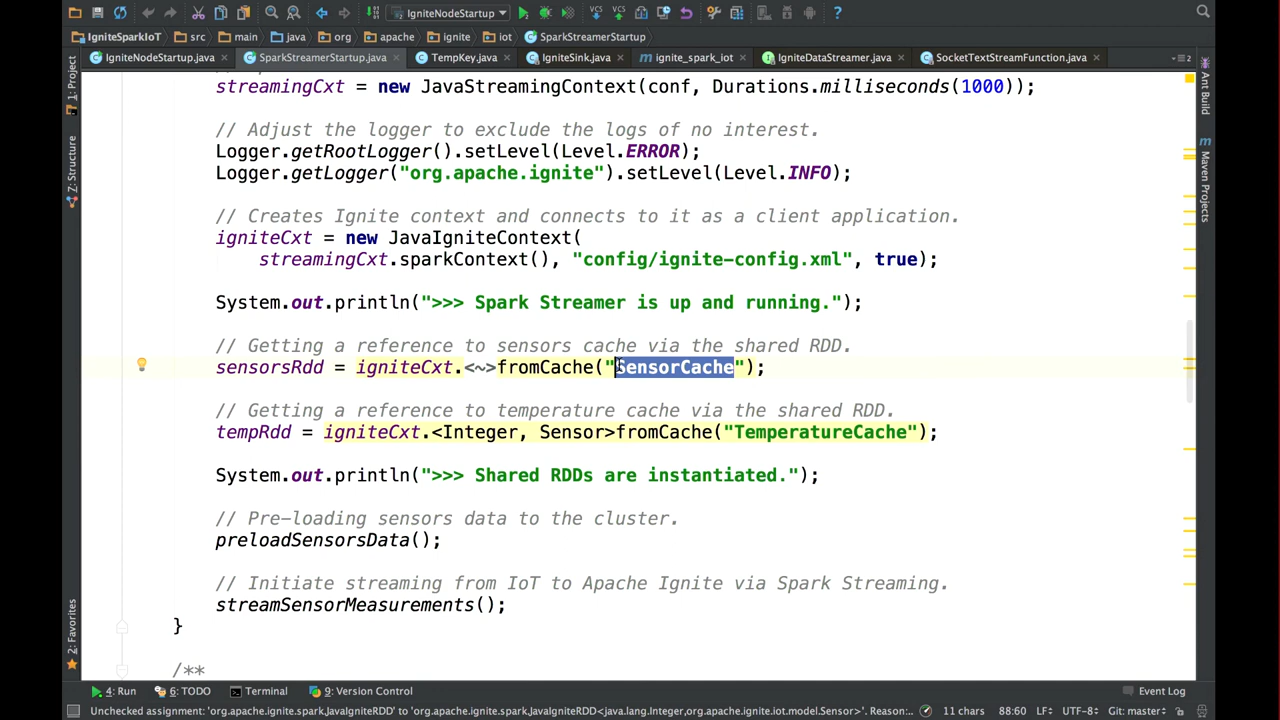 IgniteNodeStartup
IgniteSparkIoT src main java org apache ignite iot SparkStreamerStartup
IgniteNodeStartup.java SparkStreamerStartup.java TempKey.java IgniteSink.java ignite_spark_iot IgniteDataStreamer.java SocketTextStreamFunction.java
1: Project
7: Structure
2: Favorites
Ant Build
Maven Projects
streamingCxt = new JavaStreamingContext(conf, Durations.milliseconds(1000));
// Adjust the logger to exclude the logs of no interest.
Logger.getRootLogger().setLevel(Level.ERROR);
Logger.getLogger("org.apache.ignite").setLevel(Level.INFO);
// Creates Ignite context and connects to it as a client application.
igniteCxt = new JavaIgniteContext(
streamingCxt.sparkContext(), "config/ignite-config.xml", true);
System.out.println(">>> Spark Streamer is up and running.");
// Getting a reference to sensors cache via the shared RDD.
sensorsRdd = igniteCxt.<~>fromCache("SensorCache");
// Getting a reference to temperature cache via the shared RDD.
tempRdd = igniteCxt.<Integer, Sensor>fromCache("TemperatureCache");
System.out.println(">>> Shared RDDs are instantiated.");
// Pre-loading sensors data to the cluster.
preloadSensorsData();
// Initiate streaming from IoT to Apache Ignite via Spark Streaming.
streamSensorMeasurements();
}
/**
4: Run 6: TODO Terminal 9: Version Control Event Log
Unchecked assignment: 'org.apache.ignite.spark.JavaIgniteRDD' to 'org.apache.ignite.spark.JavaIgniteRDD<java.lang.Integer,org.apache.ignite.iot.model.Sensor>'. Reason:... 11 chars 88:60 LF÷ UTF-8÷ Git: master÷